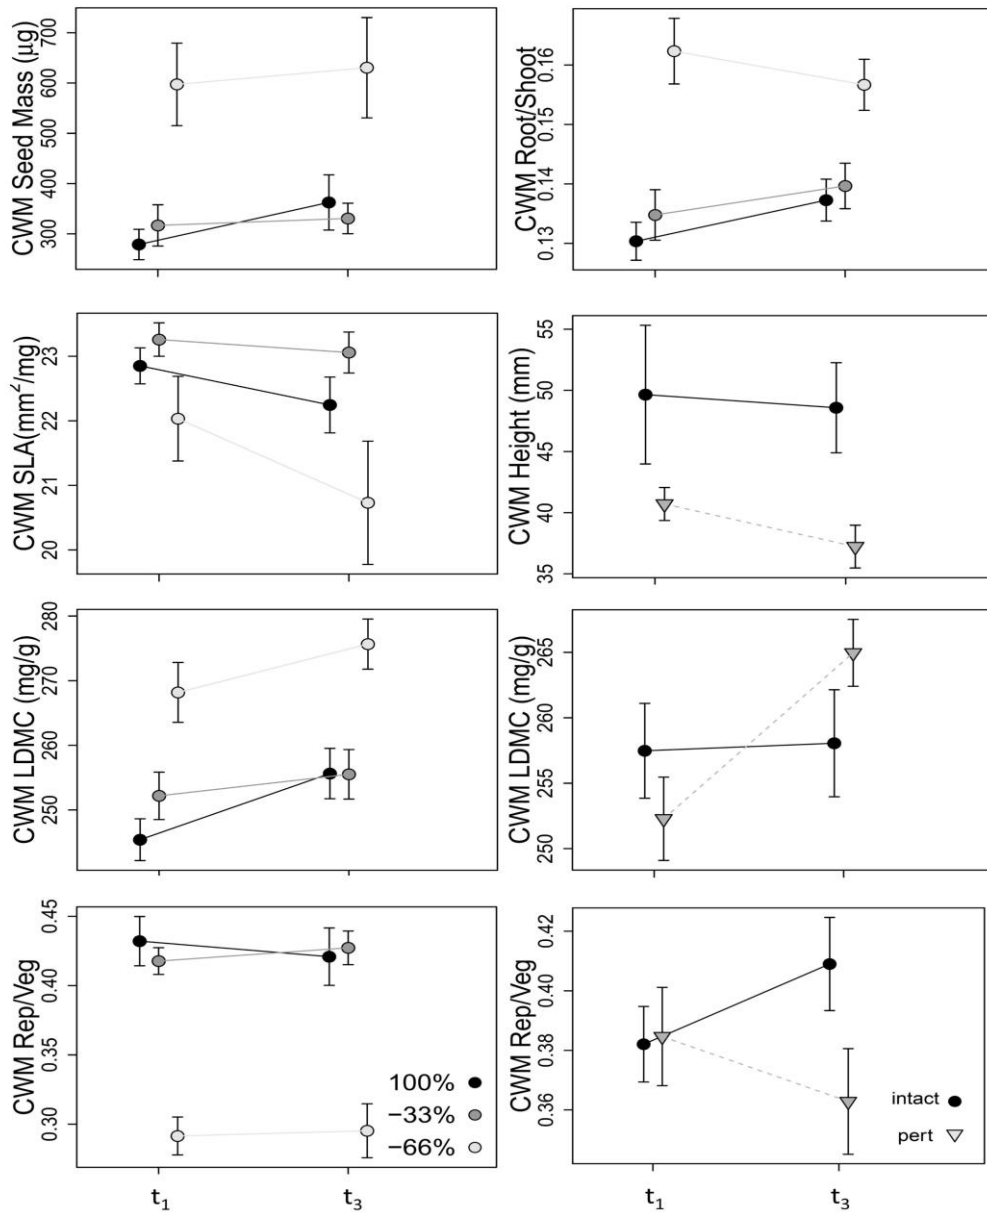 CWM Seed Mass (µg)
700
600
500
400
300
CWM Root/Shoot
0.16
0.15
0.14
0.13
CWM SLA(mm²/mg)
23
22
21
20
CWM Height (mm)
55
50
45
40
35
CWM LDMC (mg/g)
280
270
260
250
CWM LDMC (mg/g)
265
260
255
250
CWM Rep/Veg
0.45
0.40
0.35
0.30
100%
−33%
−66%
t₁
t₃
CWM Rep/Veg
0.42
0.40
0.38
0.36
intact
pert
t₁
t₃